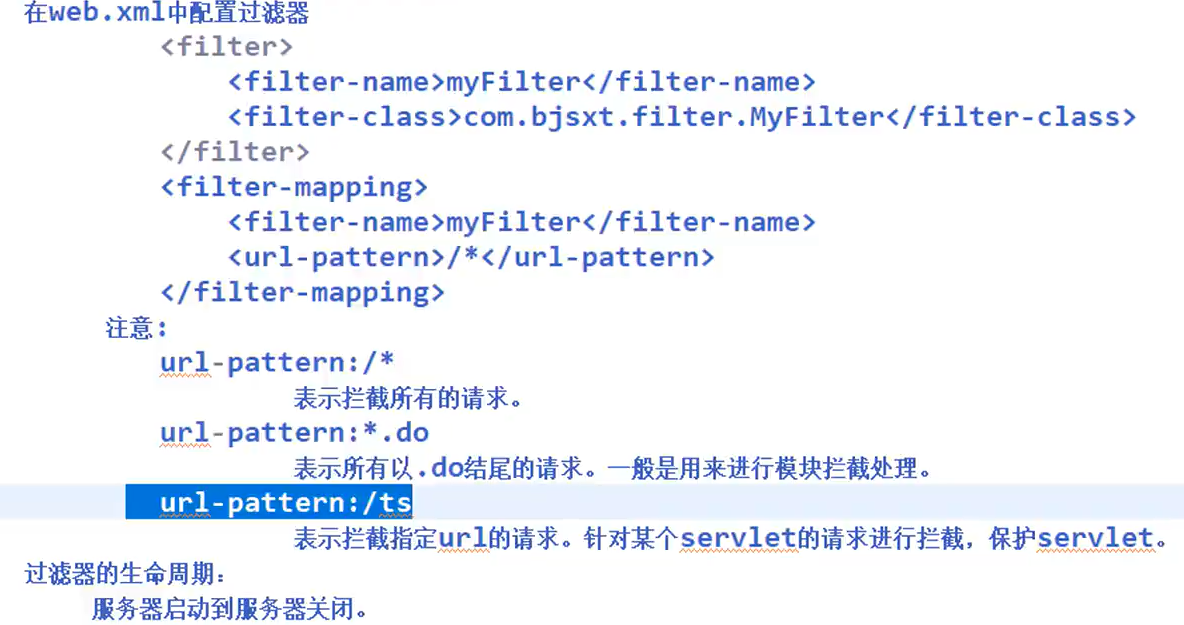 在web.xml中配置过滤器
<filter>
<filter-name>myFilter</filter-name>
<filter-class>com.bjsxt.filter.MyFilter</filter-class>
</filter>
<filter-mapping>
<filter-name>myFilter</filter-name>
<url-pattern>/*</url-pattern>
</filter-mapping>
注意：
url-pattern:/*
表示拦截所有的请求。
url-pattern:*.do
表示所有以.do结尾的请求。一般是用来进行模块拦截处理。
url-pattern:/ts
表示拦截指定url的请求。针对某个servlet的请求进行拦截，保护servlet。
过滤器的生命周期：
服务器启动到服务器关闭。